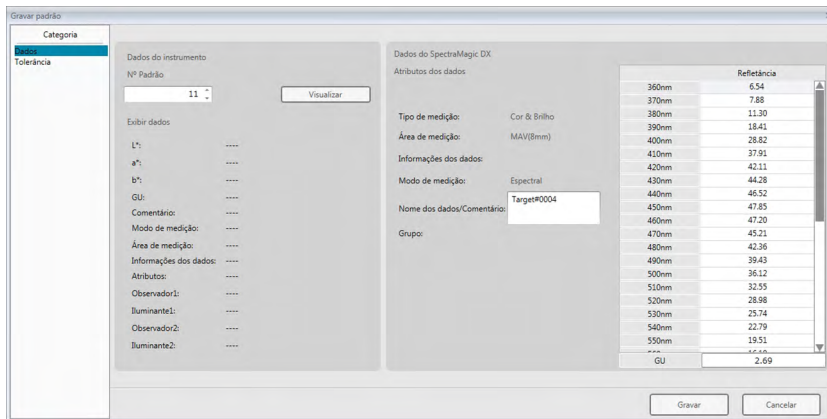 Gravar padrão
Categoria
Dados
Tolerância
Dados do instrumento
Nº Padrão
11
Visualizar
Exibir dados
L*: ----
a*: ----
b*: ----
GU: ----
Comentário: ----
Modo de medição: ----
Área de medição: ----
Informações dos dados: ----
Atributos: ----
Observador1: ----
Iluminante1: ----
Observador2: ----
Iluminante2: ----
Dados do SpectraMagic DX
Atributos dos dados
Tipo de medição: Cor & Brilho
Área de medição: MAV(8mm)
Informações dos dados:
Modo de medição: Espectral
Nome dos dados/Comentário: Target#0004
Grupo:
Refletância
360nm 6.54
370nm 7.88
380nm 11.30
390nm 18.41
400nm 28.82
410nm 37.91
420nm 42.11
430nm 44.28
440nm 46.52
450nm 47.85
460nm 47.20
470nm 45.21
480nm 42.36
490nm 39.43
500nm 36.12
510nm 32.55
520nm 28.98
530nm 25.74
540nm 22.79
550nm 19.51
GU 2.69
Gravar
Cancelar